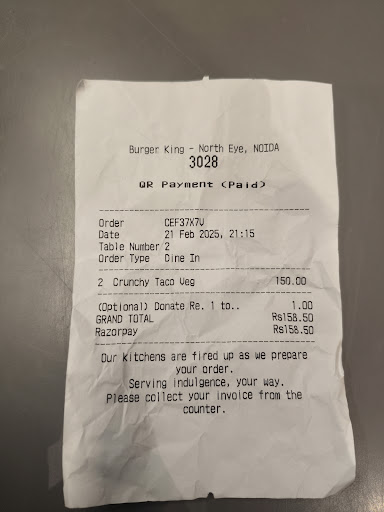 Burger King - North Eye, NOIDA
3028
QR Payment (Paid)
Order CEF37X7U
Date 21 Feb 2025, 21:15
Table Number 2
Order Type Dine In
2 Crunchy Taco Veg 150.00
(Optional) Donate Re. 1 to.. 1.00
GRAND TOTAL Rs158.50
Razorpay Rs158.50
Our Kitchens are fired up as we prepare
your order.
Serving indulgence, your way.
Please collect your invoice from the
counter.